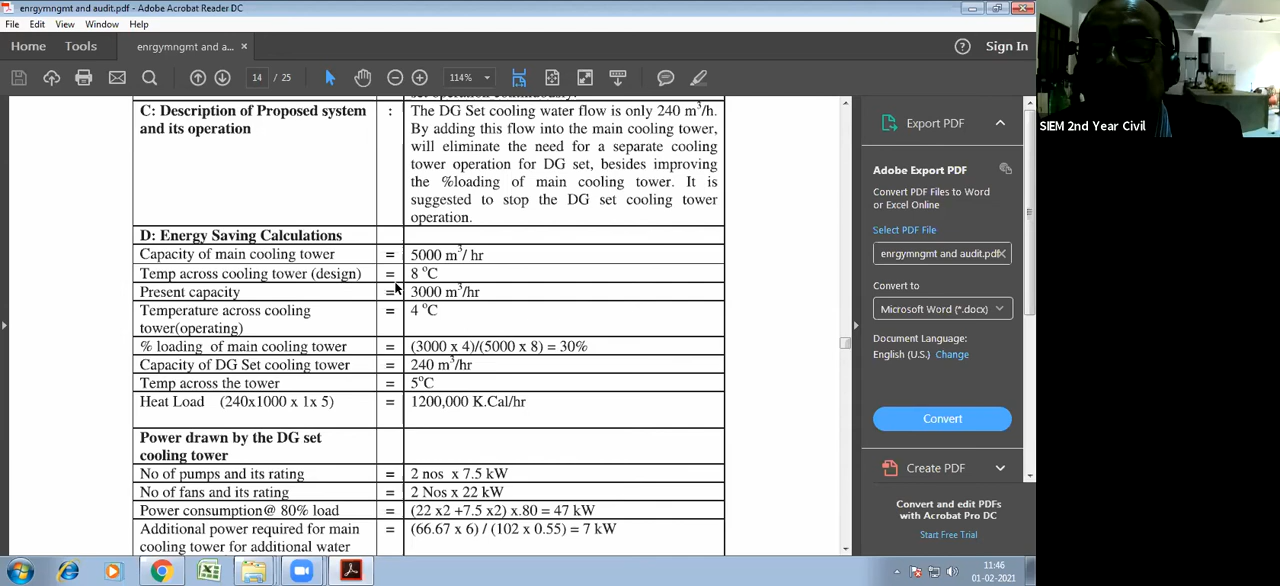 enrgymngmt and audit.pdf - Adobe Acrobat Reader DC
File Edit View Window Help
Home Tools enrgymngmt and a... × Sign In
14 / 25 114%
set operation continuously.
C: Description of Proposed system and its operation : The DG Set cooling water flow is only 240 m³/h.
By adding this flow into the main cooling tower,
will eliminate the need for a separate cooling
tower operation for DG set, besides improving
the %loading of main cooling tower. It is
suggested to stop the DG set cooling tower
operation.
D: Energy Saving Calculations
Capacity of main cooling tower = 5000 m³/ hr
Temp across cooling tower (design) = 8 °C
Present capacity = 3000 m³/hr
Temperature across cooling
tower(operating) = 4 °C
% loading of main cooling tower = (3000 x 4)/(5000 x 8) = 30%
Capacity of DG Set cooling tower = 240 m³/hr
Temp across the tower = 5°C
Heat Load (240x1000 x 1x 5) = 1200,000 K.Cal/hr
Power drawn by the DG set
cooling tower
No of pumps and its rating = 2 nos x 7.5 kW
No of fans and its rating = 2 Nos x 22 kW
Power consumption@ 80% load = (22 x2 +7.5 x2) x.80 = 47 kW
Additional power required for main = (66.67 x 6) / (102 x 0.55) = 7 kW
cooling tower for additional water
Export PDF
Adobe Export PDF
Convert PDF Files to Word
or Excel Online
Select PDF File
enrgymngmt and audit.pdf ×
Convert to
Microsoft Word (*.docx)
Document Language:
English (U.S.) Change
Convert
Create PDF
Convert and edit PDFs
with Acrobat Pro DC
Start Free Trial
SIEM 2nd Year Civil
11:46
01-02-2021